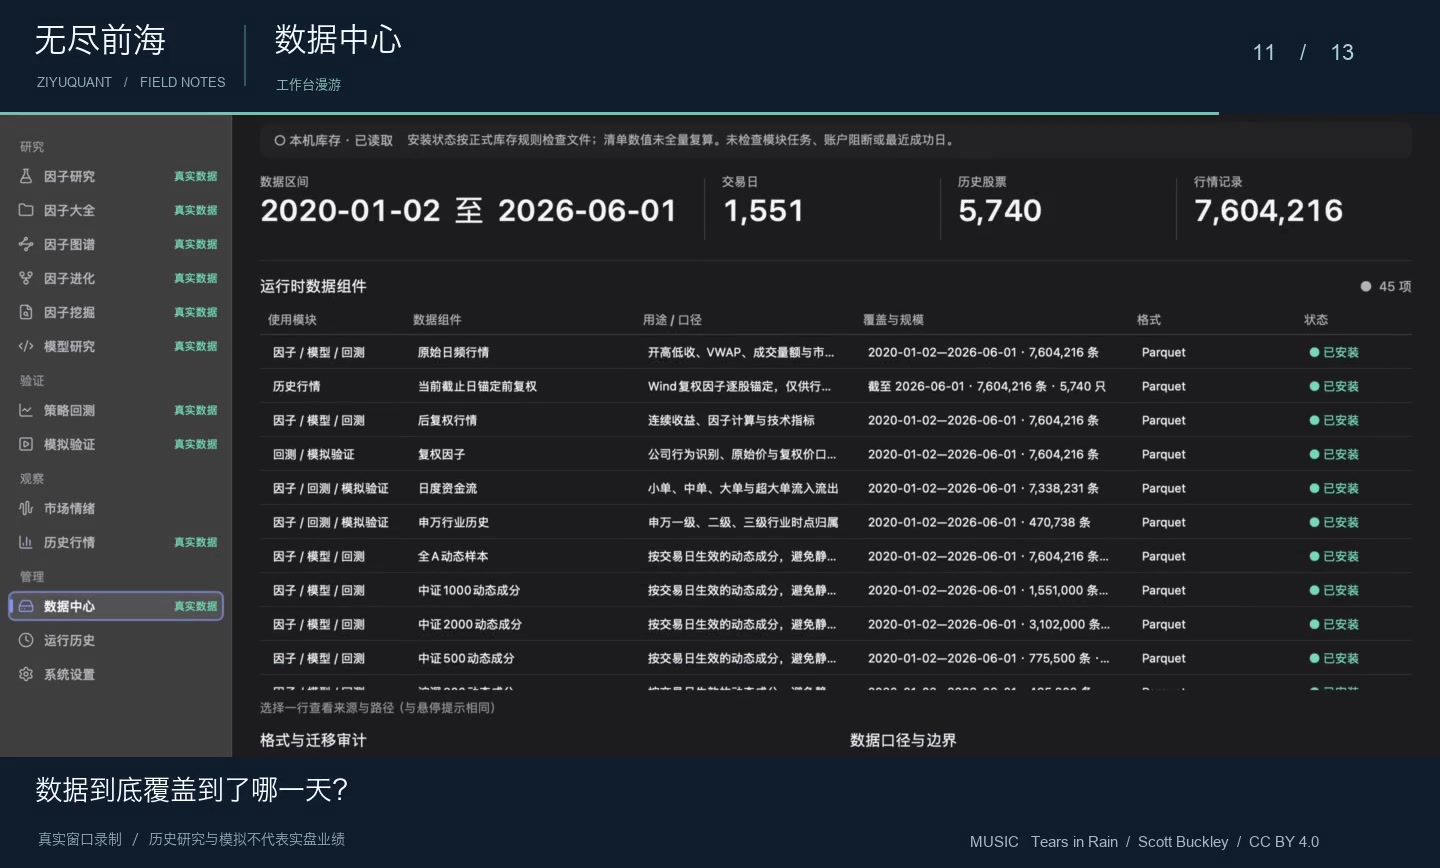 无尽前海
ZIYUQUANT / FIELD NOTES
数据中心
工作台漫游
11 / 13
研究
因子研究 真实数据
因子大全 真实数据
因子图谱 真实数据
因子进化 真实数据
因子挖掘 真实数据
模型研究 真实数据
验证
策略回测 真实数据
模拟验证 真实数据
观察
市场情绪
历史行情 真实数据
管理
数据中心 真实数据
运行历史
系统设置
本机库存 · 已读取 安装状态按正式库存规则检查文件；清单数值未全量复算。未检查模块任务、账户阻断或最近成功日。
数据区间 交易日 历史股票 行情记录
2020-01-02 至 2026-06-01 1,551 5,740 7,604,216
运行时数据组件 45 项
使用模块 数据组件 用途 / 口径 覆盖与规模 格式 状态
因子 / 模型 / 回测 原始日频行情 开高低收、VWAP、成交量额与市... 2020-01-02—2026-06-01 · 7,604,216 条 Parquet 已安装
历史行情 当前截止日锚定前复权 Wind复权因子逐股锚定，仅供行... 截至 2026-06-01 · 7,604,216 条 · 5,740 只 Parquet 已安装
因子 / 模型 / 回测 后复权行情 连续收益、因子计算与技术指标 2020-01-02—2026-06-01 · 7,604,216 条 Parquet 已安装
回测 / 模拟验证 复权因子 公司行为识别、原始价与复权价口... 2020-01-02—2026-06-01 · 7,604,216 条 Parquet 已安装
因子 / 回测 / 模拟验证 日度资金流 小单、中单、大单与超大单流入流出 2020-01-02—2026-06-01 · 7,338,231 条 Parquet 已安装
因子 / 回测 / 模拟验证 申万行业历史 申万一级、二级、三级行业时点归属 2020-01-02—2026-06-01 · 470,738 条 Parquet 已安装
因子 / 模型 / 回测 全A动态样本 按交易日生效的动态成分，避免静... 2020-01-02—2026-06-01 · 7,604,216 条... Parquet 已安装
因子 / 模型 / 回测 中证1000动态成分 按交易日生效的动态成分，避免静... 2020-01-02—2026-06-01 · 1,551,000 条... Parquet 已安装
因子 / 模型 / 回测 中证2000动态成分 按交易日生效的动态成分，避免静... 2020-01-02—2026-06-01 · 3,102,000 条... Parquet 已安装
因子 / 模型 / 回测 中证500动态成分 按交易日生效的动态成分，避免静... 2020-01-02—2026-06-01 · 775,500 条 ·... Parquet 已安装
选择一行查看来源与路径（与悬停提示相同）
格式与迁移审计 数据口径与边界
数据到底覆盖到了哪一天?
真实窗口录制 / 历史研究与模拟不代表实盘业绩
MUSIC Tears in Rain / Scott Buckley / CC BY 4.0